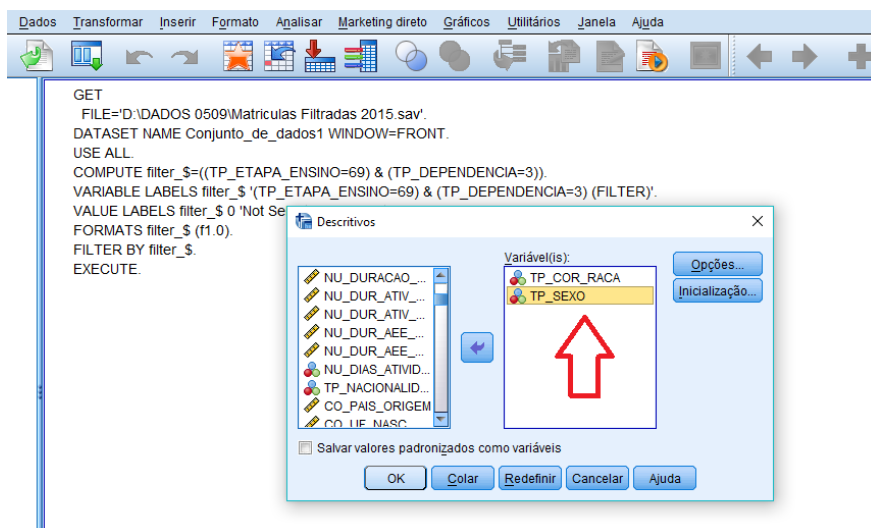 Dados Transformar Inserir Formato Analisar Marketing direto Gráficos Utilitários Janela Ajuda
GET
FILE='D:\DADOS 0509\Matriculas Filtradas 2015.sav'.
DATASET NAME Conjunto_de_dados1 WINDOW=FRONT.
USE ALL.
COMPUTE filter_$=((TP_ETAPA_ENSINO=69) & (TP_DEPENDENCIA=3)).
VARIABLE LABELS filter_$ '(TP_ETAPA_ENSINO=69) & (TP_DEPENDENCIA=3) (FILTER)'.
VALUE LABELS filter_$ 0 'Not Se
FORMATS filter_$ (f1.0).
FILTER BY filter_$.
EXECUTE.
Descritivos
NU_DURACAO_...
NU_DUR_ATIV_...
NU_DUR_ATIV_...
NU_DUR_AEE_...
NU_DUR_AEE_...
NU_DIAS_ATIVID...
TP_NACIONALID...
CO_PAIS_ORIGEM
CO_UF_NASC
Variável(is):
TP_COR_RACA
TP_SEXO
Opções...
Inicialização...
Salvar valores padronizados como variáveis
OK Colar Redefinir Cancelar Ajuda